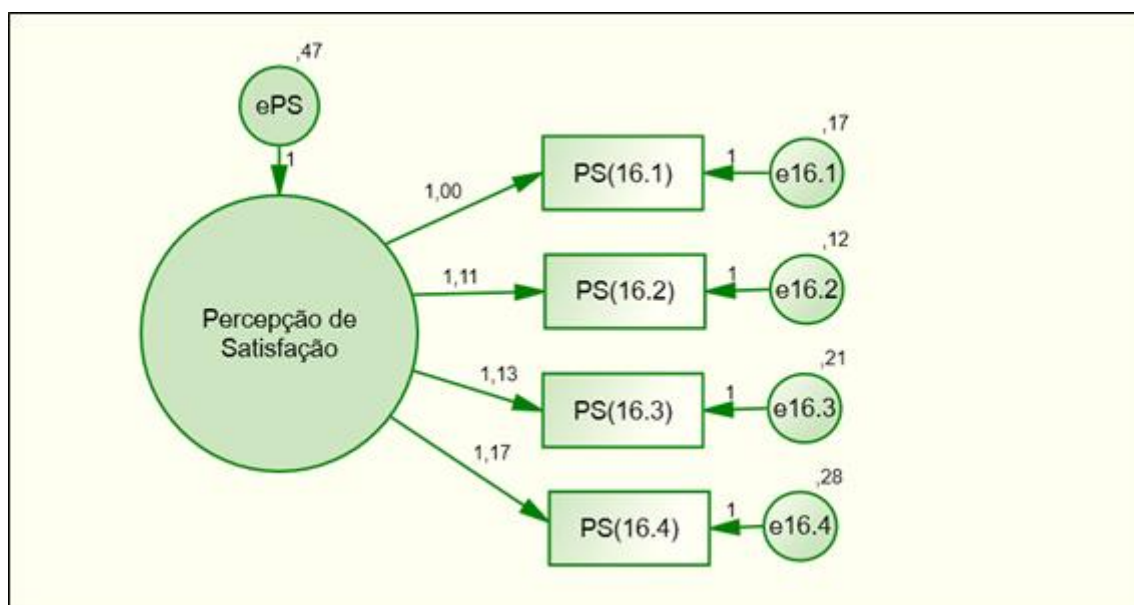 ,47
ePS
1
Percepção de
Satisfação
1,00
PS(16.1)
1
,17
e16.1
1,11
PS(16.2)
1
,12
e16.2
1,13
PS(16.3)
1
,21
e16.3
1,17
PS(16.4)
1
,28
e16.4